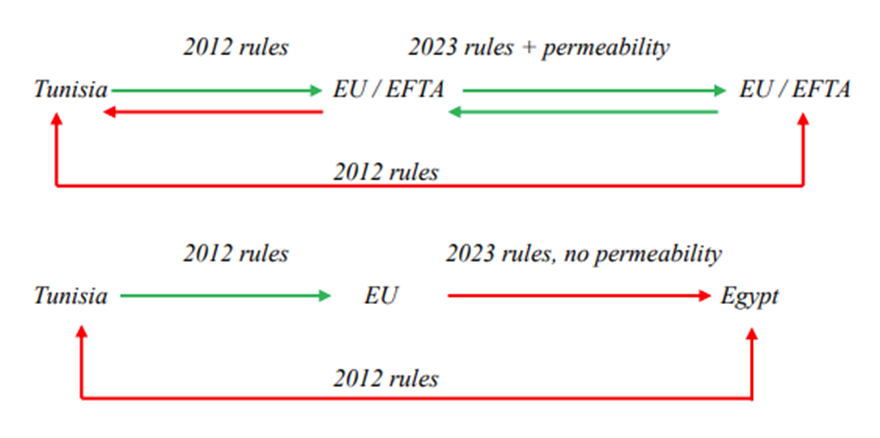 2012 rules 2023 rules + permeability
Tunisia EU / EFTA EU / EFTA
2012 rules
2012 rules 2023 rules, no permeability
Tunisia EU Egypt
2012 rules